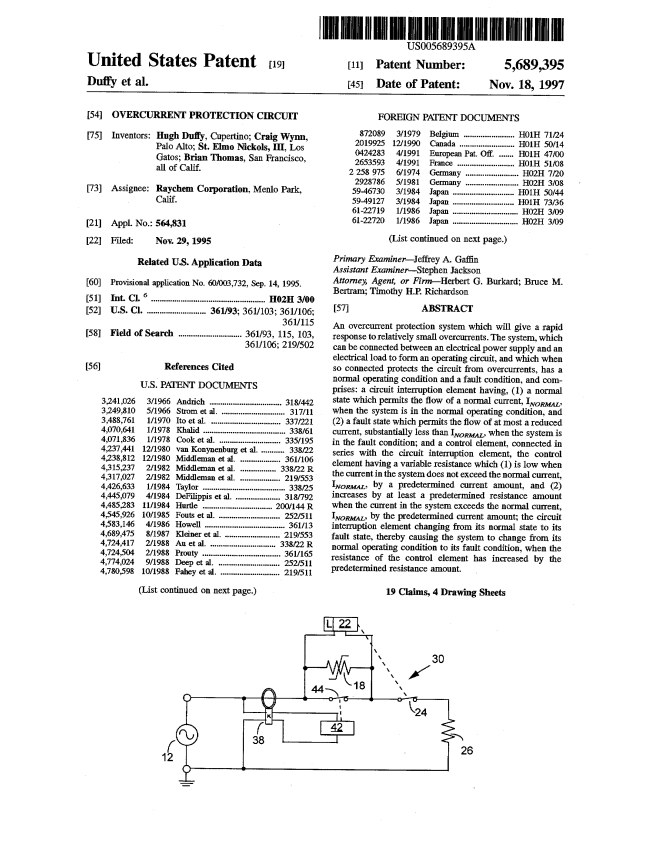 US005689395A
United States Patent [19]
Duffy et al.
[11] Patent Number: 5,689,395
[45] Date of Patent: Nov. 18, 1997
[54] OVERCURRENT PROTECTION CIRCUIT
[75] Inventors: Hugh Duffy, Cupertino; Craig Wynn,
Palo Alto; St. Elmo Nickols, III, Los
Gatos; Brian Thomas, San Francisco,
all of Calif.
[73] Assignee: Raychem Corporation, Menlo Park,
Calif.
[21] Appl. No.: 564,831
[22] Filed: Nov. 29, 1995
Related U.S. Application Data
[60] Provisional application No. 60/003,732, Sep. 14, 1995.
[51] Int. Cl.6 ........................................ H02H 3/00
[52] U.S. Cl. ........................ 361/93; 361/103; 361/106;
361/115
[58] Field of Search .......................... 361/93, 115, 103,
361/106; 219/502
[56] References Cited
U.S. PATENT DOCUMENTS
3,241,026 3/1966 Andrich ........................ 318/442
3,249,810 5/1966 Strom et al. ........................ 317/11
3,488,761 1/1970 Ito et al. ........................ 337/221
4,070,641 1/1978 Khalid ........................ 338/61
4,071,836 1/1978 Cook et al. ........................ 335/195
4,237,441 12/1980 van Konynenburg et al. ........... 338/22
4,238,812 12/1980 Middleman et al. ................ 361/106
4,315,237 2/1982 Middleman et al. ................ 338/22 R
4,317,027 2/1982 Middleman et al. ................ 219/553
4,426,633 1/1984 Taylor ........................ 338/25
4,445,079 4/1984 DeFilippis et al. ................ 318/792
4,485,283 11/1984 Hurtle ........................ 200/144 R
4,545,926 10/1985 Fouts et al. ........................ 252/511
4,583,146 4/1986 Howell ........................ 361/13
4,689,475 8/1987 Kleiner et al. ........................ 219/553
4,724,417 2/1988 Au et al. ........................ 338/22 R
4,724,504 2/1988 Prouty ........................ 361/165
4,774,024 9/1988 Deep et al. ........................ 252/511
4,780,598 10/1988 Fahey et al. ........................ 219/511
(List continued on next page.)
FOREIGN PATENT DOCUMENTS
872089 3/1979 Belgium ................ H01H 71/24
2019925 12/1990 Canada ................ H01H 50/14
0424283 4/1991 European Pat. Off. ...... H01H 47/00
2653593 4/1991 France ................ H01H 51/08
2 258 975 6/1974 Germany ................ H02H 7/20
2928786 5/1981 Germany ................ H02H 3/08
59-46730 3/1984 Japan ................ H01H 50/44
59-49127 3/1984 Japan ................ H01H 73/36
61-22719 1/1986 Japan ................ H02H 3/09
61-22720 1/1986 Japan ................ H02H 3/09
(List continued on next page.)
Primary Examiner—Jeffrey A. Gaffin
Assistant Examiner—Stephen Jackson
Attorney, Agent, or Firm—Herbert G. Burkard; Bruce M.
Bertram; Timothy H.P. Richardson
[57] ABSTRACT
An overcurrent protection system which will give a rapid
response to relatively small overcurrents. The system, which
can be connected between an electrical power supply and an
electrical load to form an operating circuit, and which when
so connected protects the circuit from overcurrents, has a
normal operating condition and a fault condition, and com-
prises: a circuit interruption element having, (1) a normal
state which permits the flow of a normal current, INORMAL,
when the system is in the normal operating condition, and
(2) a fault state which permits the flow of at most a reduced
current, substantially less than INORMAL, when the system is
in the fault condition; and a control element, connected in
series with the circuit interruption element, the control
element having a variable resistance which (1) is low when
the current in the system does not exceed the normal current,
INORMAL, by a predetermined current amount, and (2)
increases by at least a predetermined resistance amount
when the current in the system exceeds the normal current,
INORMAL, by the predetermined current amount; the circuit
interruption element changing from its normal state to its
fault state, thereby causing the system to change from its
normal operating condition to its fault condition, when the
resistance of the control element has increased by the
predetermined resistance amount.
19 Claims, 4 Drawing Sheets
L 22
30
44
18
24
42
38
12
26